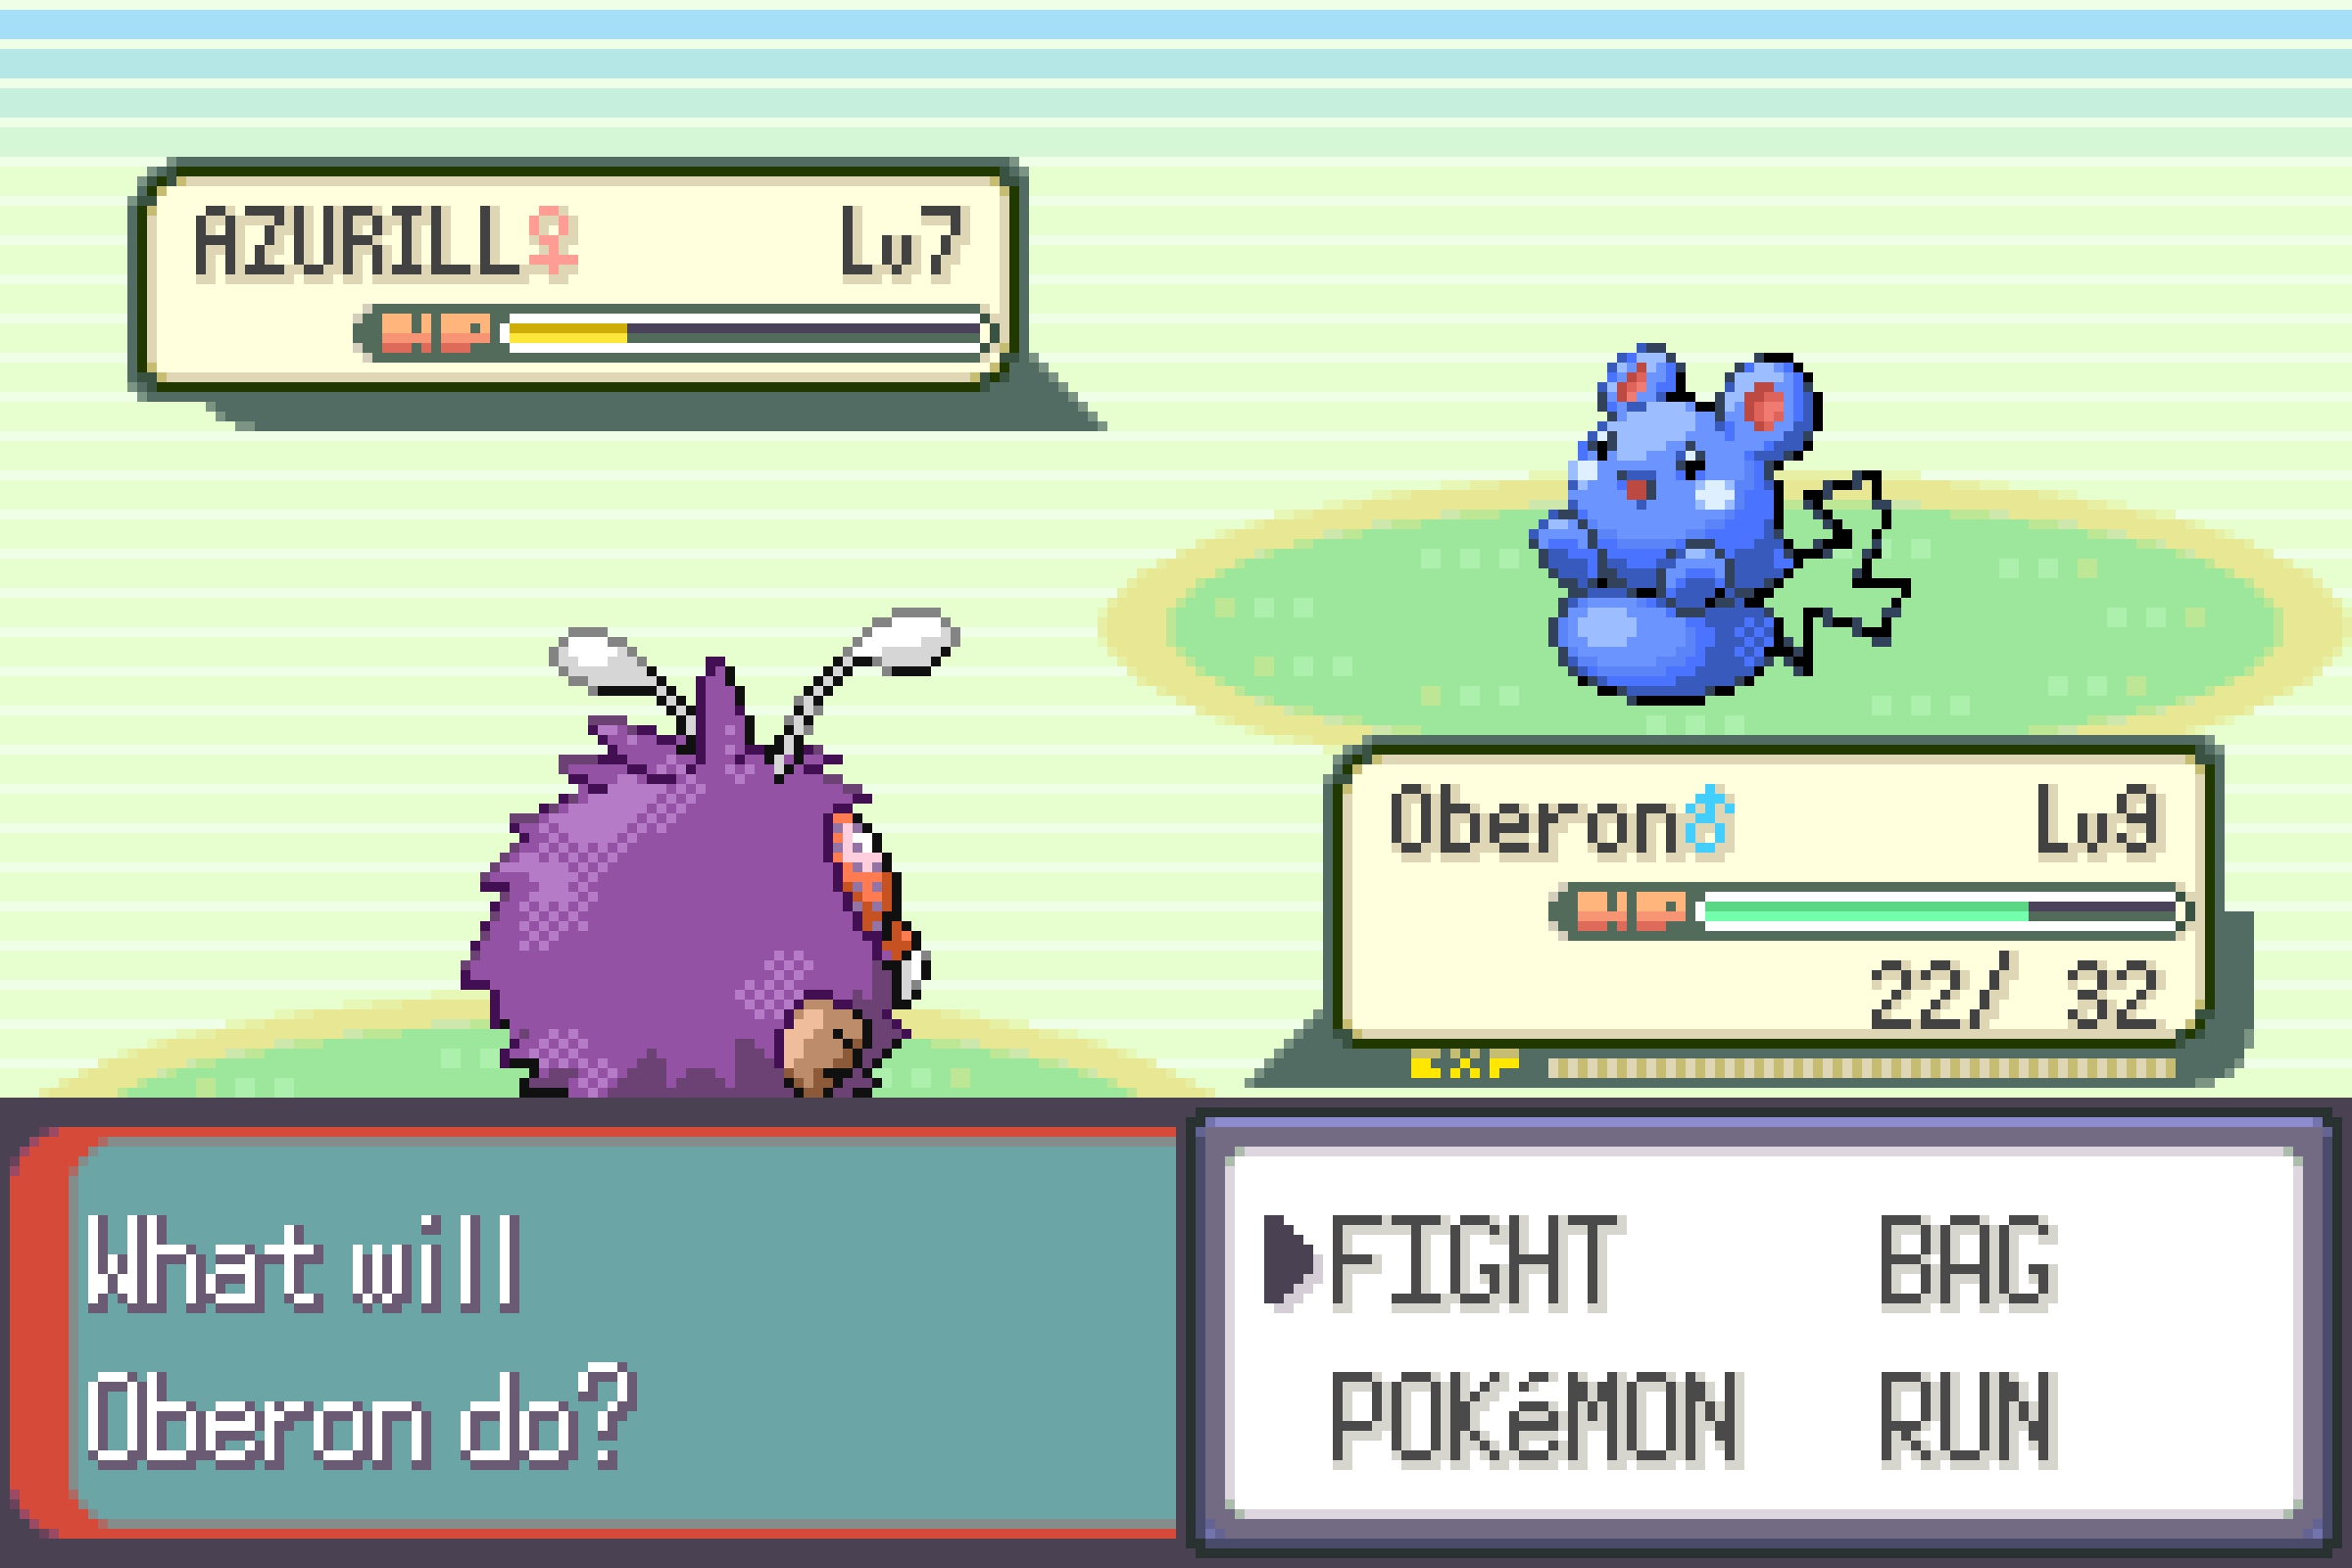 AZURILL♀ Lv7
HP
Oberon♂ Lv9
HP
22/ 32
EXP
What will
Oberon do?
FIGHT BAG
POKéMON RUN